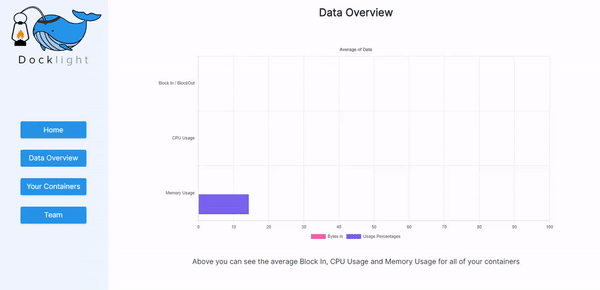 Docklight
Home
Data Overview
Your Containers
Team
Data Overview
Average of Data
Block In / BlockOut
CPU Usage
Memory Usage
0 10 20 30 40 50 60 70 80 90 100
Bytes In Usage Percentages
Above you can see the average Block In, CPU Usage and Memory Usage for all of your containers